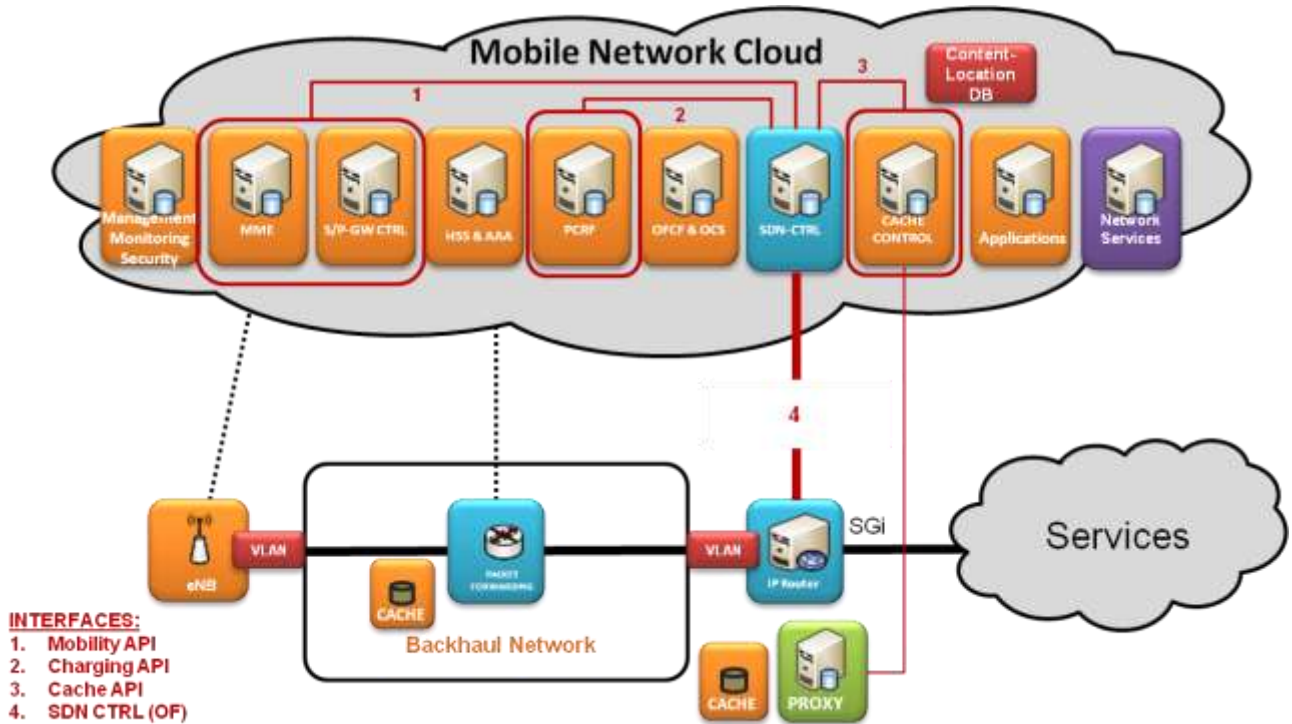 Mobile Network Cloud
Content-
Location
DB
1
2
3
Management
Monitoring
Security
MME
S/P-GW CTRL
HSS & AAA
PCRF
OFCF & OCS
SDN-CTRL
CACHE
CONTROL
Applications
Network
Services
4
eNB
VLAN
CACHE
PACKET
FORWARDING
Backhaul Network
VLAN
IP Router
SGi
Services
CACHE
PROXY
INTERFACES:
1. Mobility API
2. Charging API
3. Cache API
4. SDN CTRL (OF)